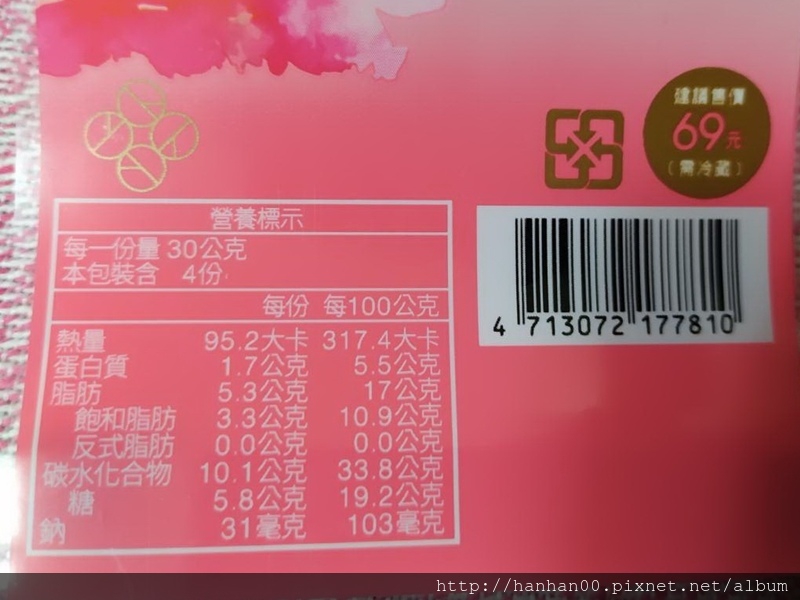 建議售價
69元
(需冷藏)
營養標示
每一份量 30公克
本包裝含 4份
每份 每100公克
熱量 95.2大卡 317.4大卡
蛋白質 1.7公克 5.5公克
脂肪 5.3公克 17公克
飽和脂肪 3.3公克 10.9公克
反式脂肪 0.0公克 0.0公克
碳水化合物 10.1公克 33.8公克
糖 5.8公克 19.2公克
鈉 31毫克 103毫克
4 713072 177810
http://hanhan00.pixnet.net/album